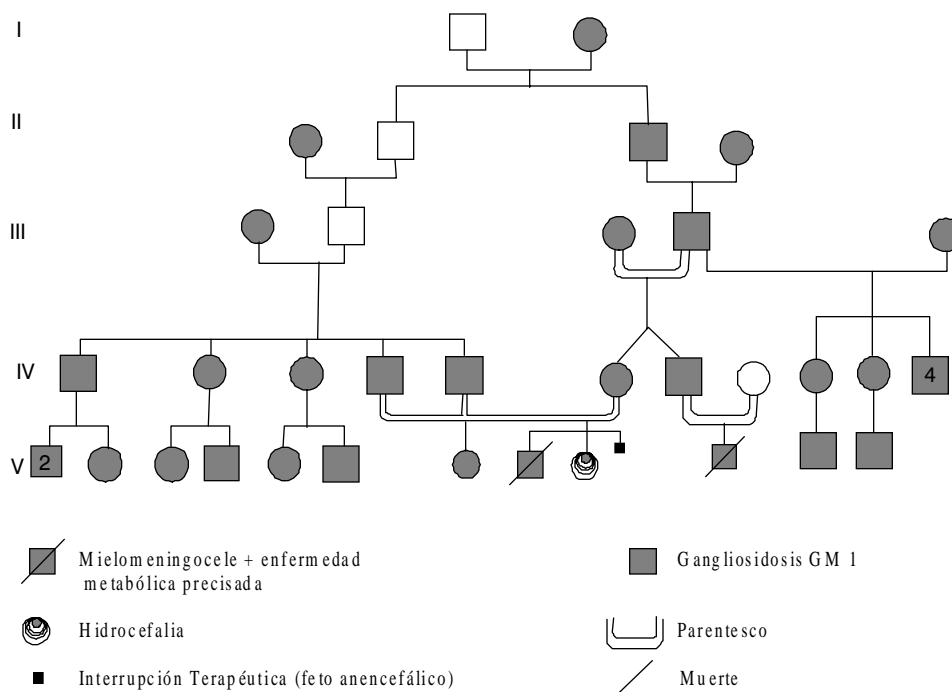 I
II
III
IV
4
V
2
Mielomeningocele + enfermedad
metabólica precisada
Gangliosidosis GM 1
Hidrocefalia
Parentesco
Interrupción Terapéutica (feto anencefálico)
Muerte